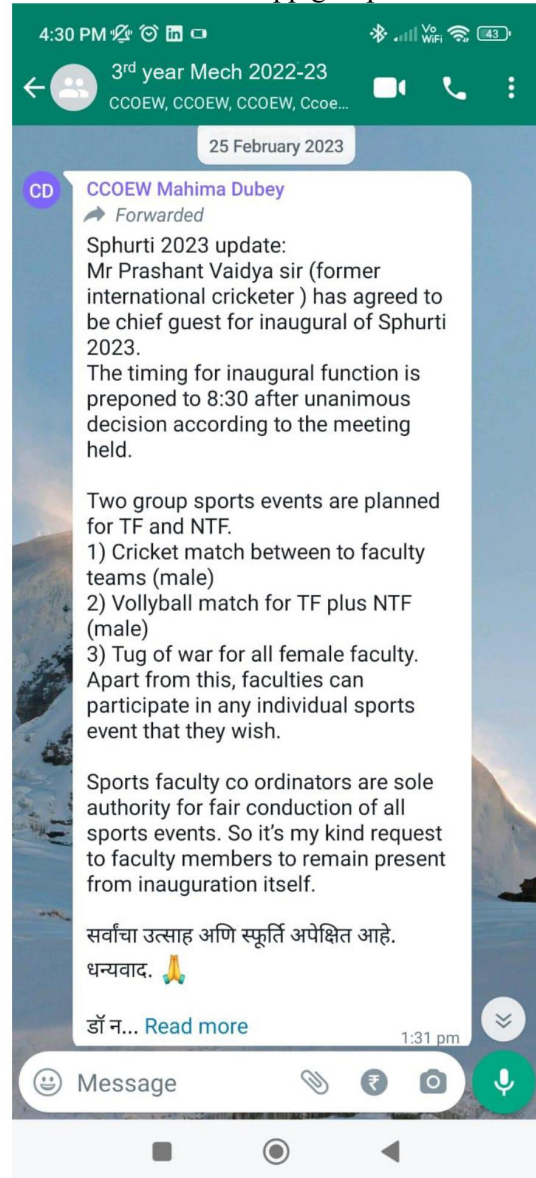 4:30 PM
Vo WiFi 43
3rd year Mech 2022-23
CCOEW, CCOEW, CCOEW, Ccoe...
25 February 2023
CD
CCOEW Mahima Dubey
Forwarded
Sphurti 2023 update:
Mr Prashant Vaidya sir (former
international cricketer ) has agreed to
be chief guest for inaugural of Sphurti
2023.
The timing for inaugural function is
preponed to 8:30 after unanimous
decision according to the meeting
held.
Two group sports events are planned
for TF and NTF.
1) Cricket match between to faculty
teams (male)
2) Vollyball match for TF plus NTF
(male)
3) Tug of war for all female faculty.
Apart from this, faculties can
participate in any individual sports
event that they wish.
Sports faculty co ordinators are sole
authority for fair conduction of all
sports events. So it's my kind request
to faculty members to remain present
from inauguration itself.
सर्वांचा उत्साह अणि स्फूर्ति अपेक्षित आहे.
धन्यवाद. 🙏
डॉ न... Read more
1:31 pm
Message
₹